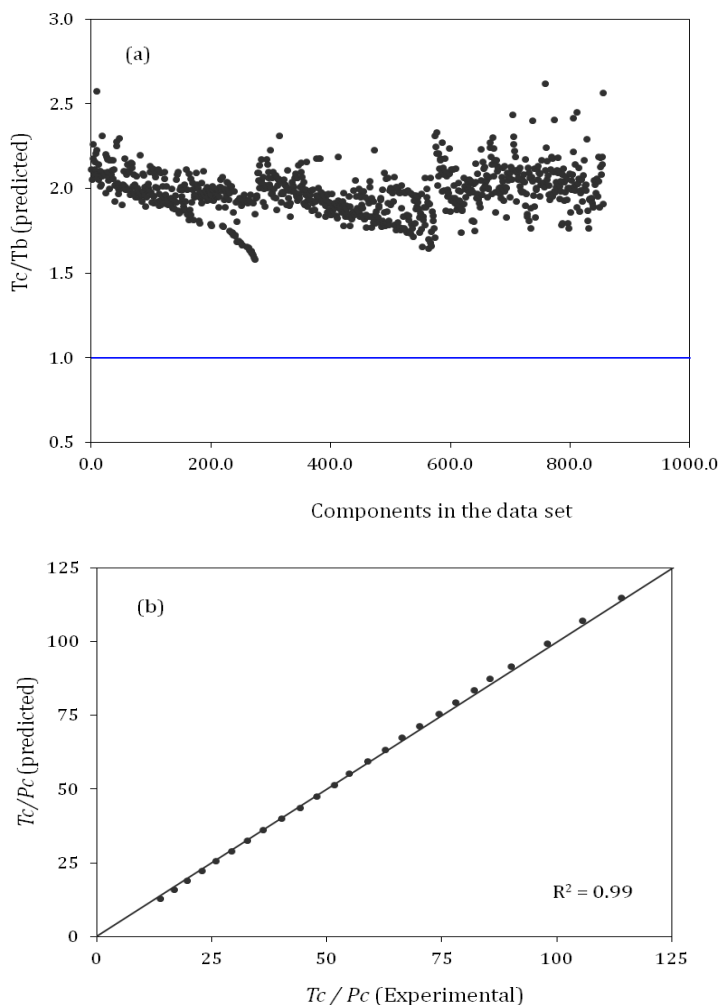 3.0
(a)
2.5
2.0
1.5
1.0
0.5
Tc/Tb (predicted)
0.0 200.0 400.0 600.0 800.0 1000.0
Components in the data set
125
(b)
100
75
50
25
0
Tc/Pc (predicted)
R² = 0.99
0 25 50 75 125
Tc / Pc (Experimental)